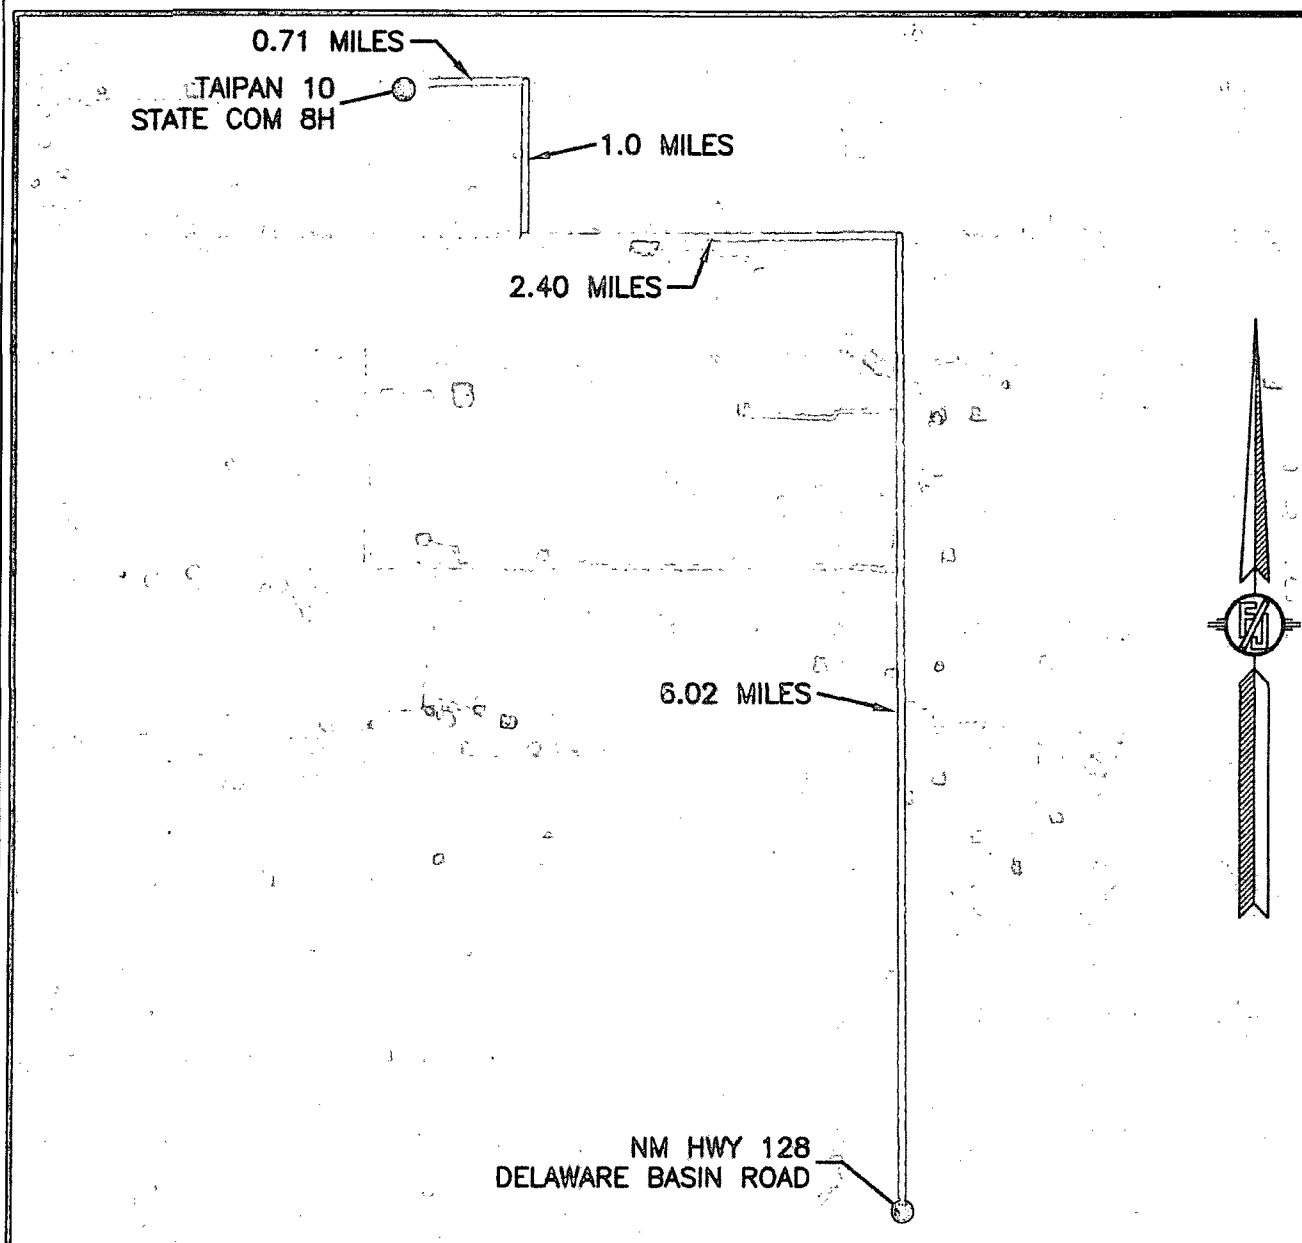 0.71 MILES
TAIPAN 10
STATE COM 8H
1.0 MILES
2.40 MILES
6.02 MILES
NM HWY 128
DELAWARE BASIN ROAD